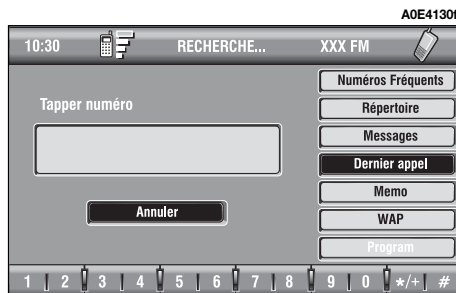 A0E4130f
10:30 RECHERCHE... XXX FM
Numéros Fréquents
Tapper numéro
Répertoire
Messages
Dernier appel
Annuler
Memo
WAP
Program
1 2 3 4 5 6 7 8 9 0 */+ #